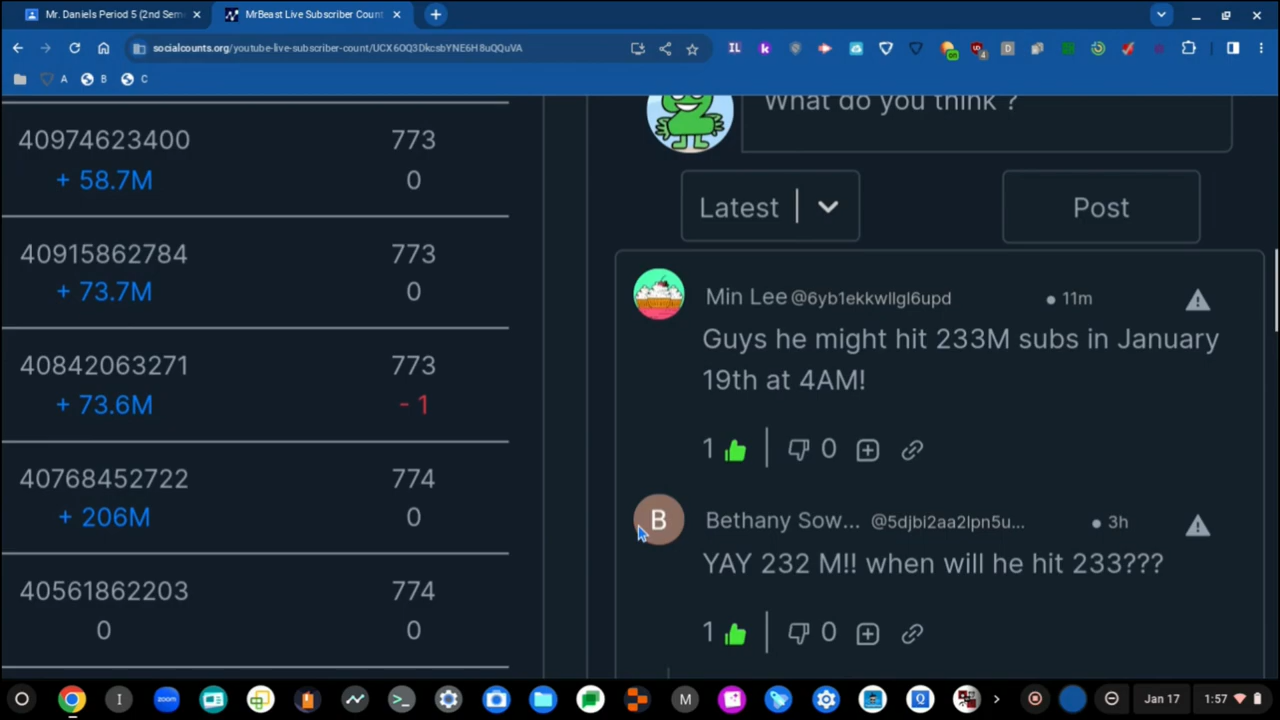 Mr. Daniels Period 5 (2nd Sem
MrBeast Live Subscriber Count
socialcounts.org/youtube-live-subscriber-count/UCX6OQ3DkcsbYNE6H8uQQuVA
A
B
C
40974623400 773
+ 58.7M 0
40915862784 773
+ 73.7M 0
40842063271 773
+ 73.6M - 1
40768452722 774
+ 206M 0
40561862203 774
0 0
What do you think ?
Latest
Post
Min Lee @6yb1ekkwllgl6upd • 11m
Guys he might hit 233M subs in January
19th at 4AM!
1 0
B
Bethany Sow... @5djbi2aa2lpn5u... • 3h
YAY 232 M!! when will he hit 233???
1 0
zoom
Jan 17
1:57